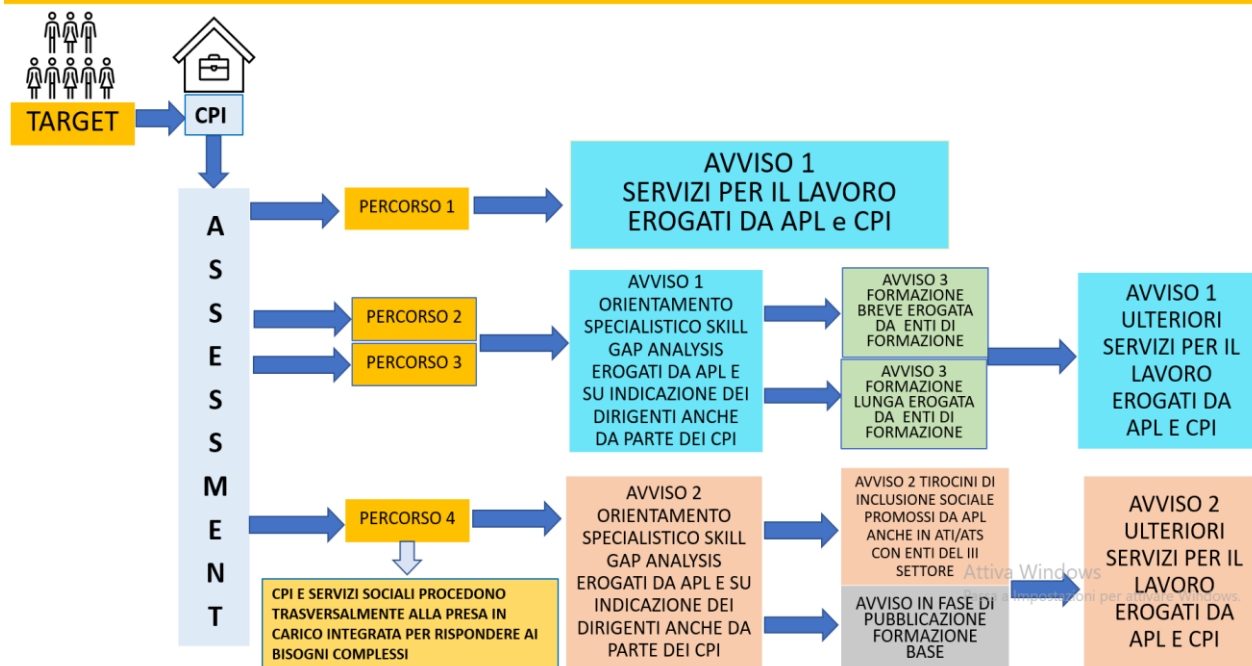 TARGET
CPI
A
S
S
E
S
S
M
E
N
T
PERCORSO 1
AVVISO 1
SERVIZI PER IL LAVORO
EROGATI DA APL e CPI
PERCORSO 2
PERCORSO 3
AVVISO 1
ORIENTAMENTO
SPECIALISTICO SKILL
GAP ANALYSIS
EROGATI DA APL E
SU INDICAZIONE DEI
DIRIGENTI ANCHE
DA PARTE DEI CPI
AVVISO 3
FORMAZIONE
BREVE EROGATA
DA ENTI DI
FORMAZIONE
AVVISO 3
FORMAZIONE
LUNGA EROGATA
DA ENTI DI
FORMAZIONE
AVVISO 1
ULTERIORI
SERVIZI PER IL
LAVORO
EROGATI DA
APL E CPI
PERCORSO 4
CPI E SERVIZI SOCIALI PROCEDONO
TRASVERSALMENTE ALLA PRESA IN
CARICO INTEGRATA PER RISPONDERE AI
BISOGNI COMPLESSI
AVVISO 2
ORIENTAMENTO
SPECIALISTICO SKILL
GAP ANALYSIS
EROGATI DA APL E SU
INDICAZIONE DEI
DIRIGENTI ANCHE DA
PARTE DEI CPI
AVVISO 2 TIROCINI DI
INCLUSIONE SOCIALE
PROMOSSI DA APL
ANCHE IN ATI/ATS
CON ENTI DEL III
SETTORE
AVVISO IN FASE DI
PUBBLICAZIONE
FORMAZIONE
BASE
AVVISO 2
ULTERIORI
SERVIZI PER IL
LAVORO
EROGATI DA
APL E CPI
Attiva Windows
Passa a Impostazioni per attivare Windows.